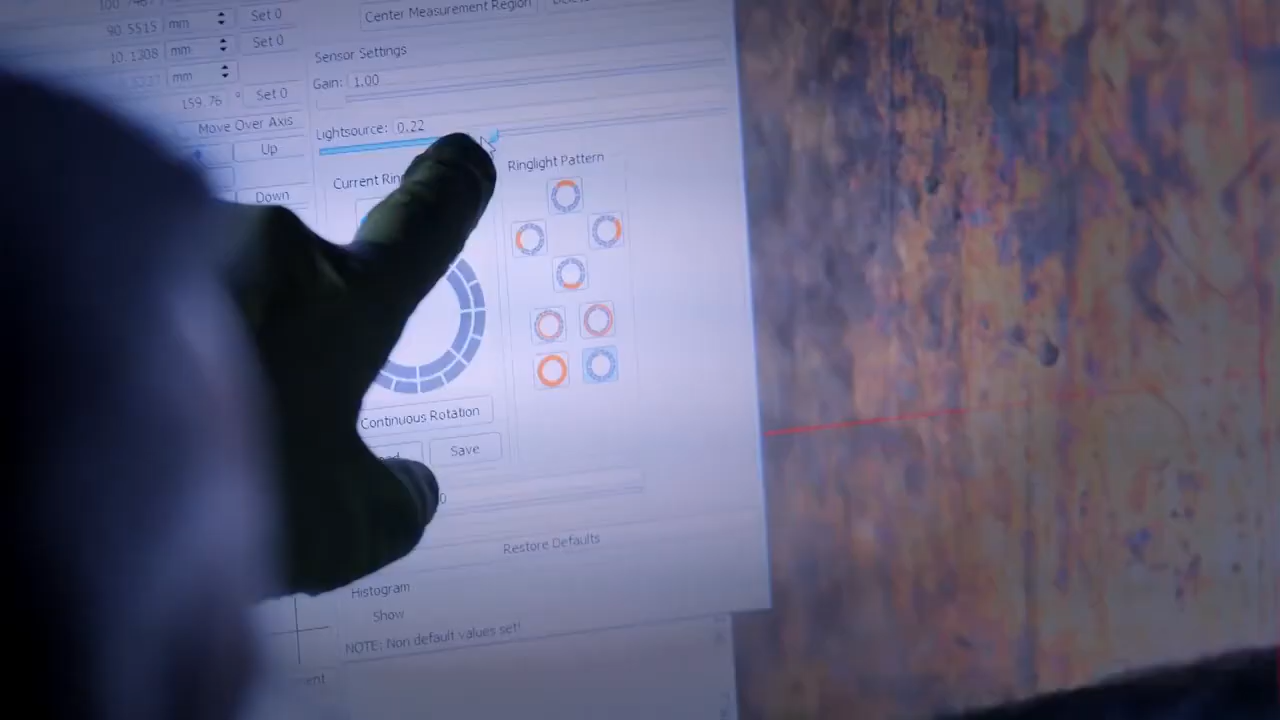 Center Measurement Region
90.5515 mm Set 0
10.1308 mm Set 0
mm
159.76 ° Set 0
Move Over Axis
Up
Down
Sensor Settings
Gain: 1.00
Lightsource: 0.22
Current
Ringlight Pattern
Continuous Rotation
Save
0
Restore Defaults
Histogram
Show
NOTE: Non default values set!